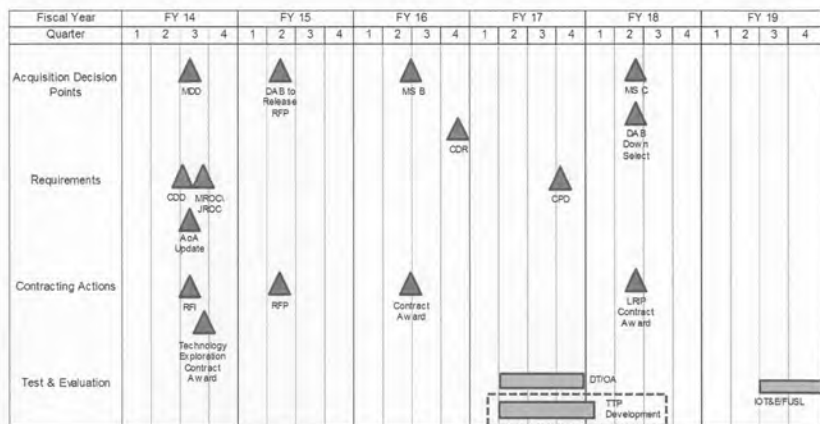 Fiscal Year FY 14 FY 15 FY 16 FY 17 FY 18 FY 19
Quarter 1 2 3 4 1 2 3 4 1 2 3 4 1 2 3 4 1 2 3 4 1 2 3 4
Acquisition Decision
Points
MDD
DAB to
Release
RFP
MS B
MS C
CDR
DAB
Down
Select
Requirements
CDD
MROC\
JROC
CPD
AoA
Update
Contracting Actions
RFI
RFP
Contract
Award
LRIP
Contract
Award
Technology
Exploration
Contract
Award
Test & Evaluation
DT/OA
IOT&E/FUSL
TTP
Development